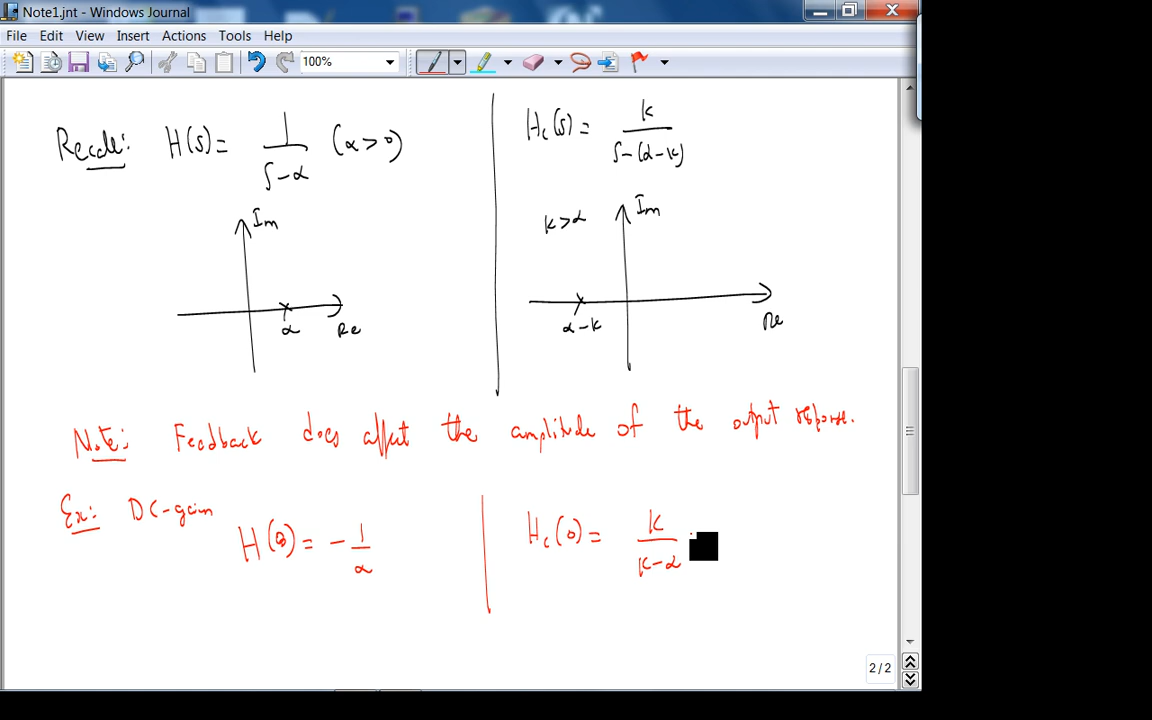 Note1.jnt - Windows Journal
File Edit View Insert Actions Tools Help
100%
Recall: H(s) = 1/(s-α) (α>0)
Im
α Re
Hc(s) = k/(s-(α-k))
k>α Im
α-k Re
Note: Feedback does affect the amplitude of the output response.
Ex: DC-gain
H(0) = -1/α
Hc(0) = k/(k-α)
2/2